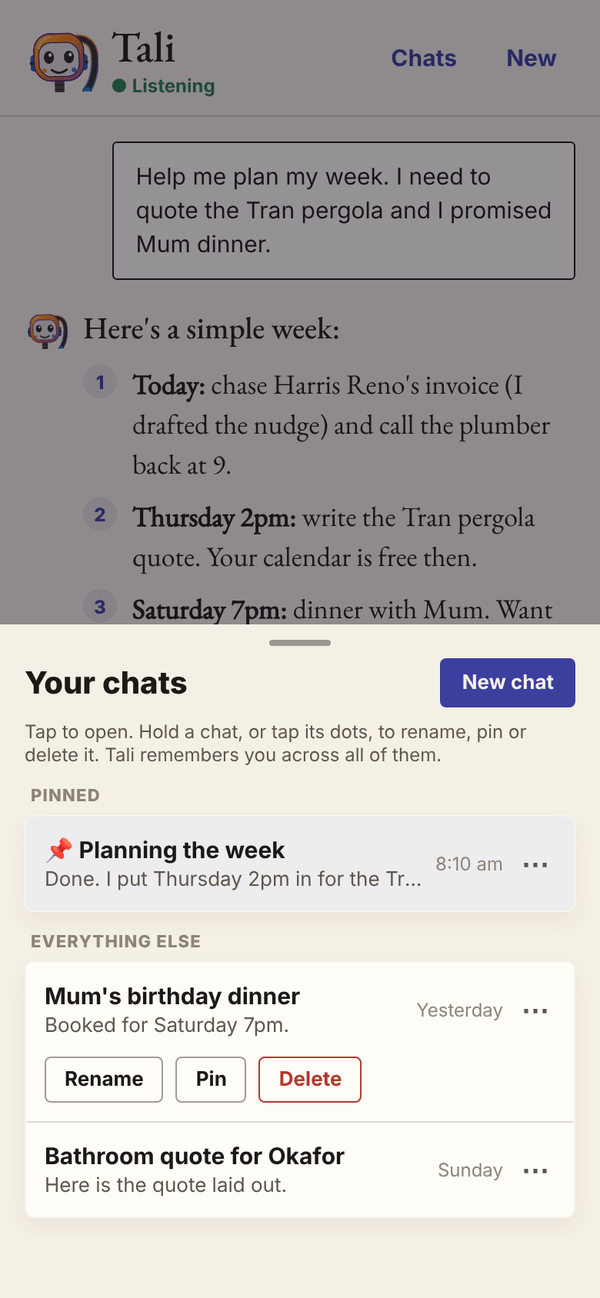 Tali
Listening
Chats
New
Help me plan my week. I need to
quote the Tran pergola and I promised
Mum dinner.
Here's a simple week:
1
Today: chase Harris Reno's invoice (I
drafted the nudge) and call the plumber
back at 9.
2
Thursday 2pm: write the Tran pergola
quote. Your calendar is free then.
3
Saturday 7pm: dinner with Mum. Want
Your chats
New chat
Tap to open. Hold a chat, or tap its dots, to rename, pin or
delete it. Tali remembers you across all of them.
PINNED
📌 Planning the week
8:10 am
Done. I put Thursday 2pm in for the Tr...
EVERYTHING ELSE
Mum's birthday dinner
Yesterday
Booked for Saturday 7pm.
Rename
Pin
Delete
Bathroom quote for Okafor
Sunday
Here is the quote laid out.